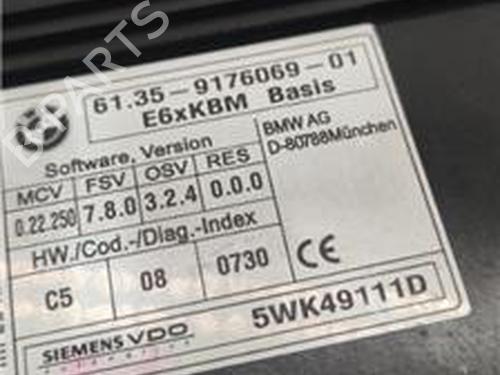 61.35-9176069-01
E6xKBM Basis
BMW AG
D-80788München
Software, Version
MCV FSV OSV RES
0.22.250 7.8.0 3.2.4 0.0.0
HW./Cod.-/Diag.-Index
C5 08 0730
CE
SIEMENS VDO
5WK49111D
B-PARTS